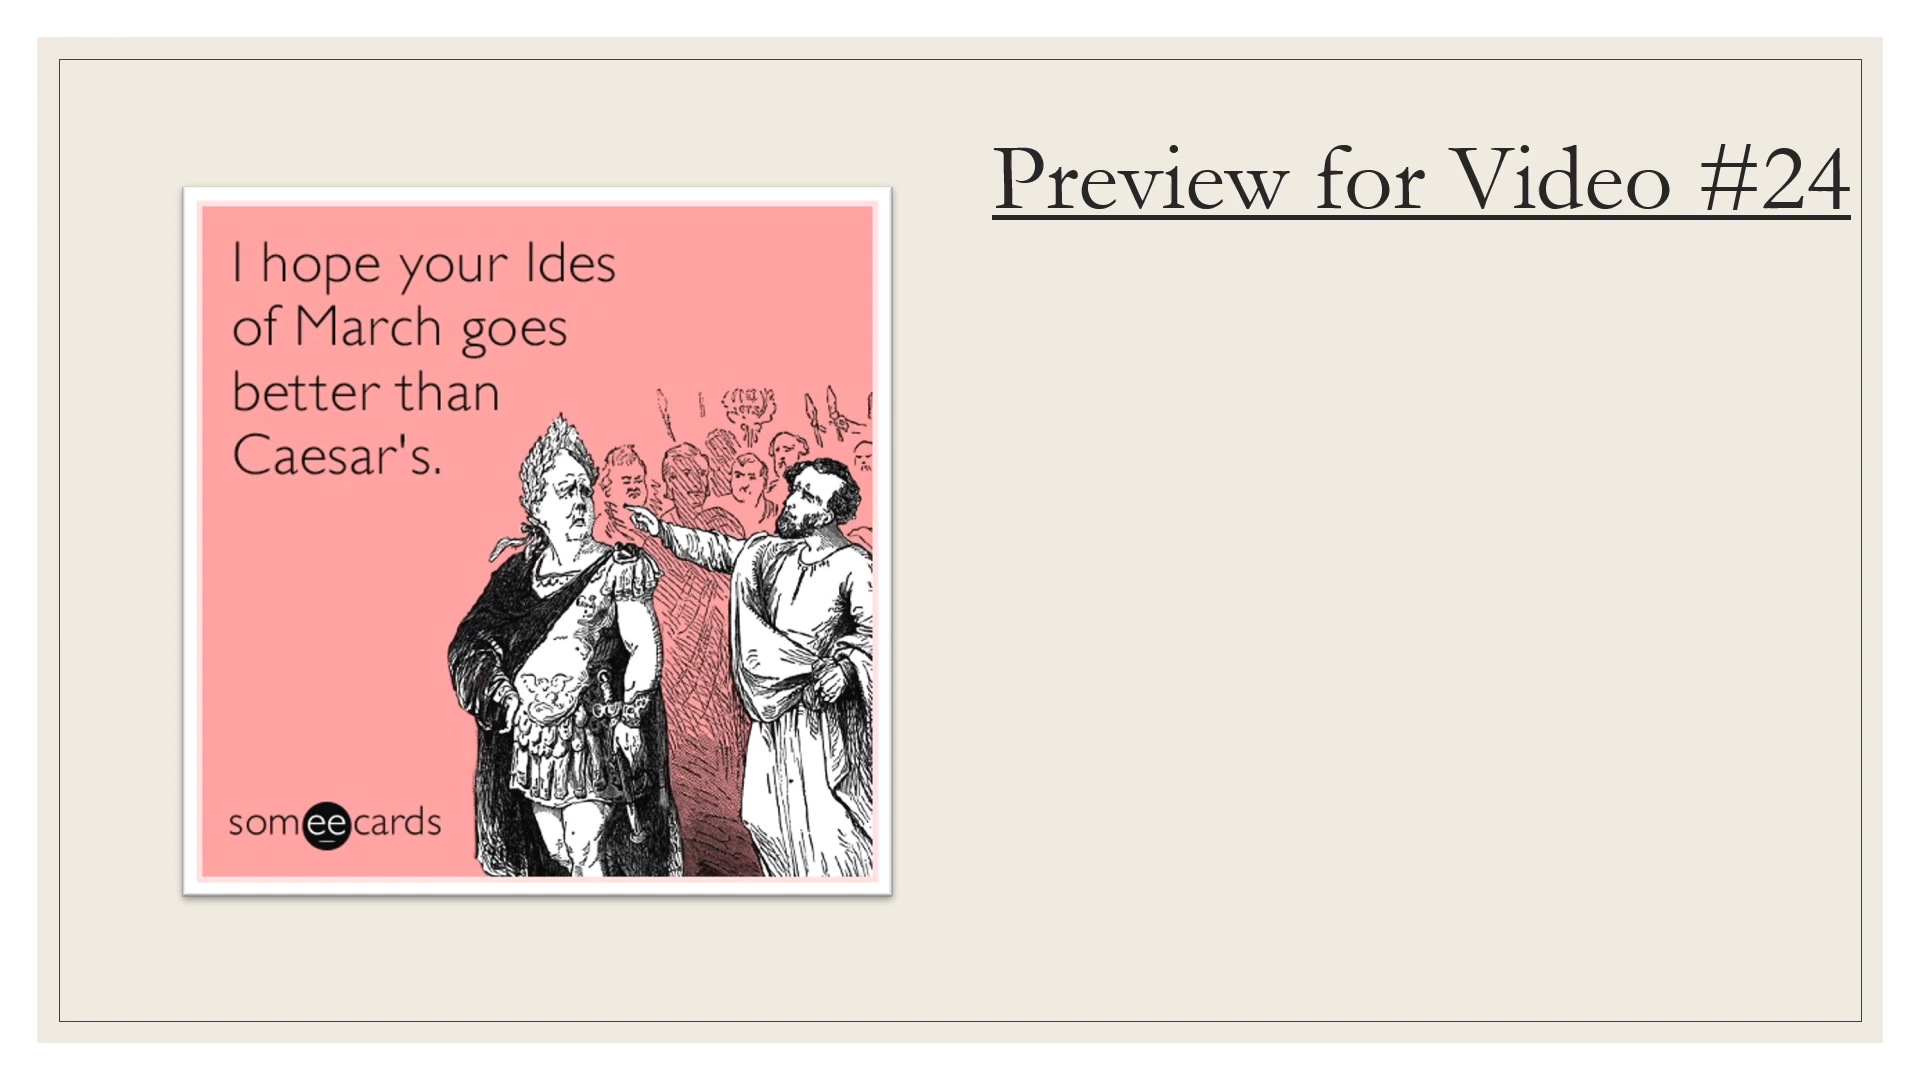 Preview for Video #24
I hope your Ides
of March goes
better than
Caesar's.
someecards